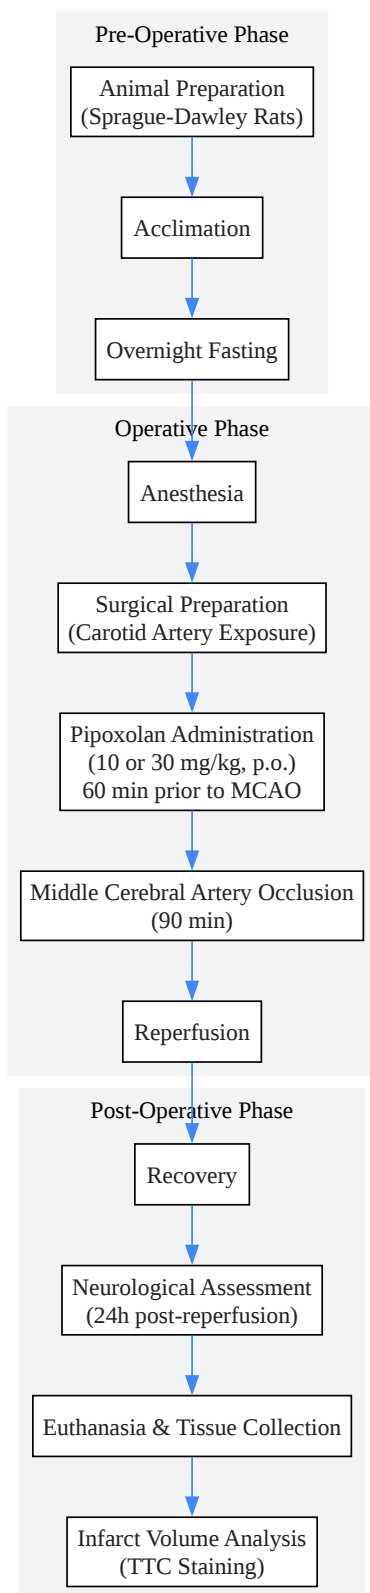 Pre-Operative Phase
Animal Preparation
(Sprague-Dawley Rats)
Acclimation
Overnight Fasting
Operative Phase
Anesthesia
Surgical Preparation
(Carotid Artery Exposure)
Pipoxolan Administration
(10 or 30 mg/kg, p.o.)
60 min prior to MCAO
Middle Cerebral Artery Occlusion
(90 min)
Reperfusion
Post-Operative Phase
Recovery
Neurological Assessment
(24h post-reperfusion)
Euthanasia & Tissue Collection
Infarct Volume Analysis
(TTC Staining)